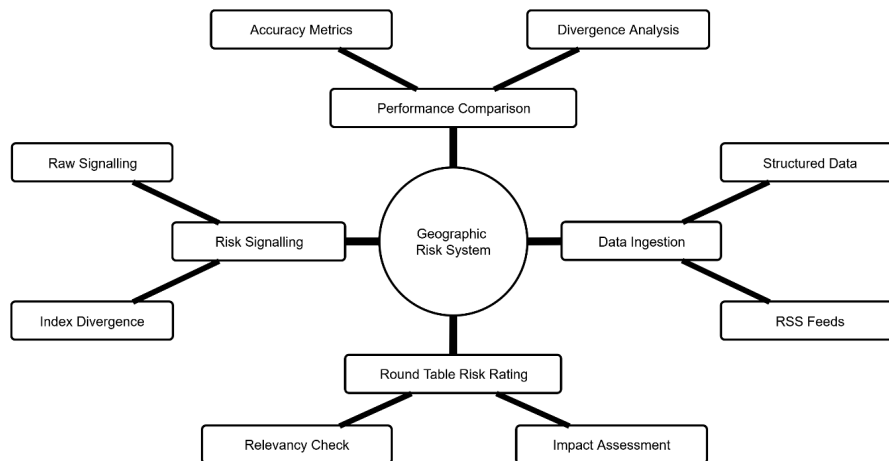 Accuracy Metrics
Divergence Analysis
Performance Comparison
Raw Signalling
Structured Data
Risk Signalling
Geographic
Risk System
Data Ingestion
Index Divergence
RSS Feeds
Round Table Risk Rating
Relevancy Check
Impact Assessment